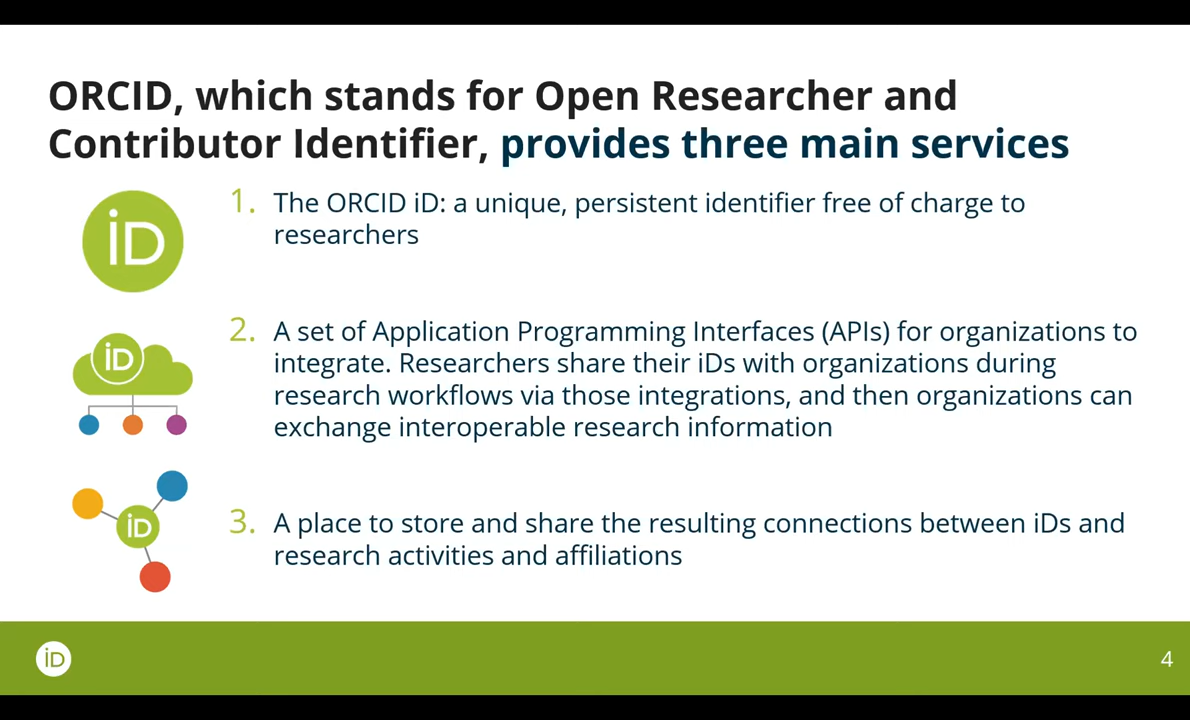 ORCID, which stands for Open Researcher and
Contributor Identifier, provides three main services
iD
1. The ORCID iD: a unique, persistent identifier free of charge to
researchers
iD
2. A set of Application Programming Interfaces (APIs) for organizations to
integrate. Researchers share their iDs with organizations during
research workflows via those integrations, and then organizations can
exchange interoperable research information
iD
3. A place to store and share the resulting connections between iDs and
research activities and affiliations
iD
4